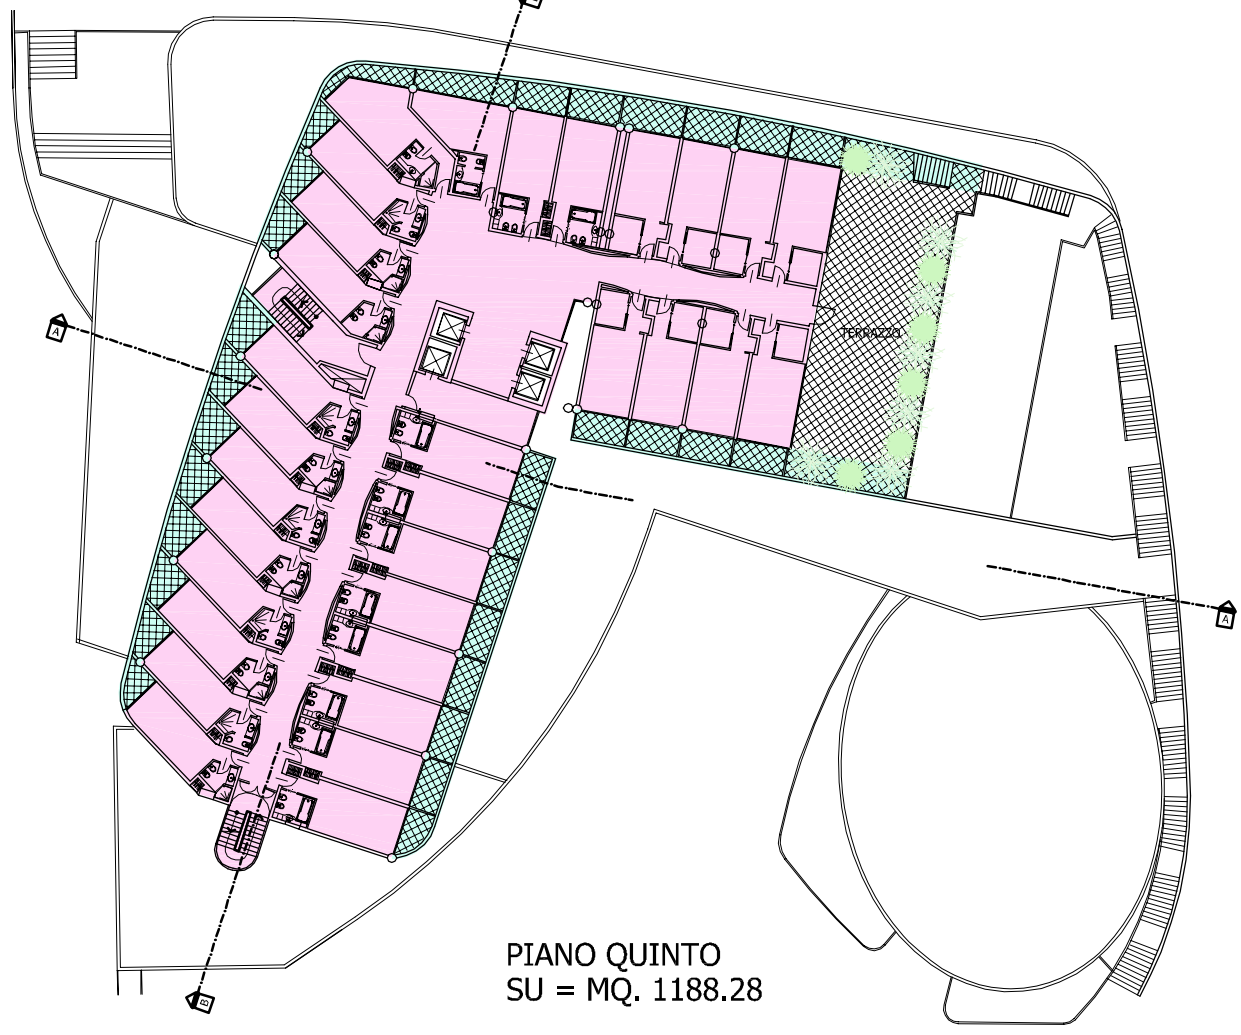 A
TERRAZZO
A
B
PIANO QUINTO
SU = MQ. 1188.28